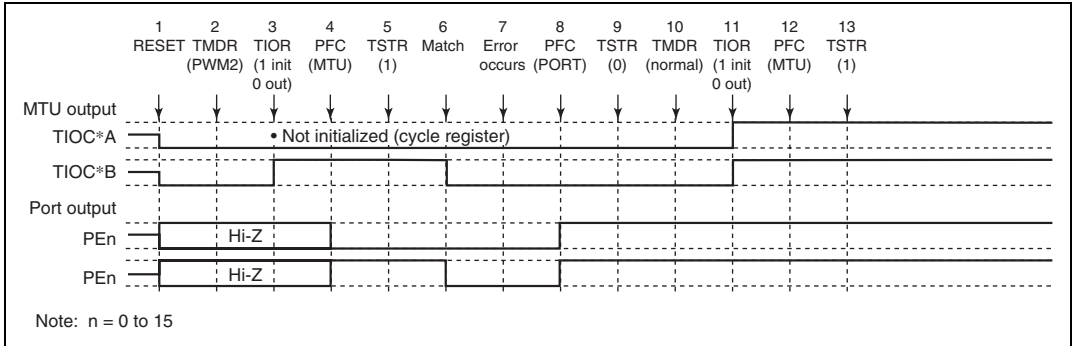 1 2 3 4 5 6 7 8 9 10 11 12 13
RESET TMDR TIOR PFC TSTR Match Error PFC TSTR TMDR TIOR PFC TSTR
(PWM2) (1 init (MTU) (1) occurs (PORT) (0) (normal) (1 init (MTU) (1)
0 out) 0 out)
MTU output
TIOC*A • Not initialized (cycle register)
TIOC*B
Port output
PEn Hi-Z
PEn Hi-Z
Note: n = 0 to 15